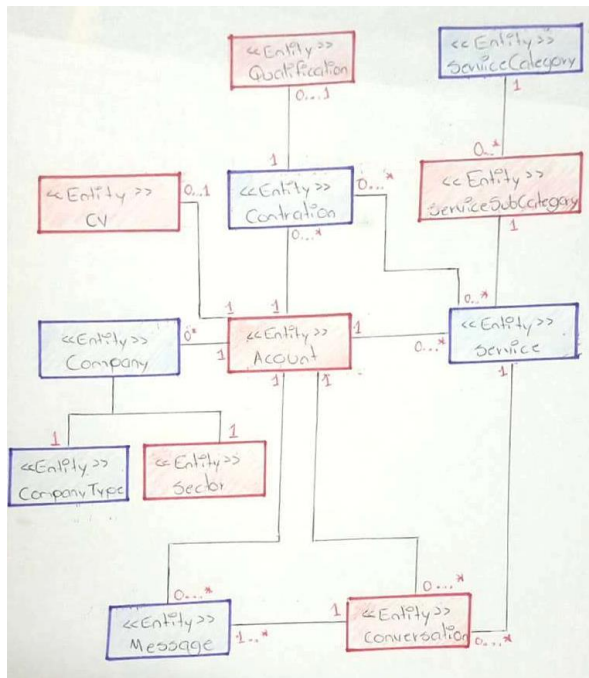 <<Entity>>
Qualification
0...1
<<Entity>>
ServiceCategory
1
1
0..*
<<Entity>>
CV
0..1
<<Entity>>
Contration
0...*
0...*
<<Entity>>
ServiceSubCategory
1
1
1
0..*
<<Entity>>
Company
0*
1
<<Entity>>
Account
1
0...*
<<Entity>>
Service
1
1
1
1
1
<<Entity>>
CompanyType
<<Entity>>
Sector
0...*
0...*
<<Entity>>
Message
1...*
1
<<Entity>>
Conversation
0...*